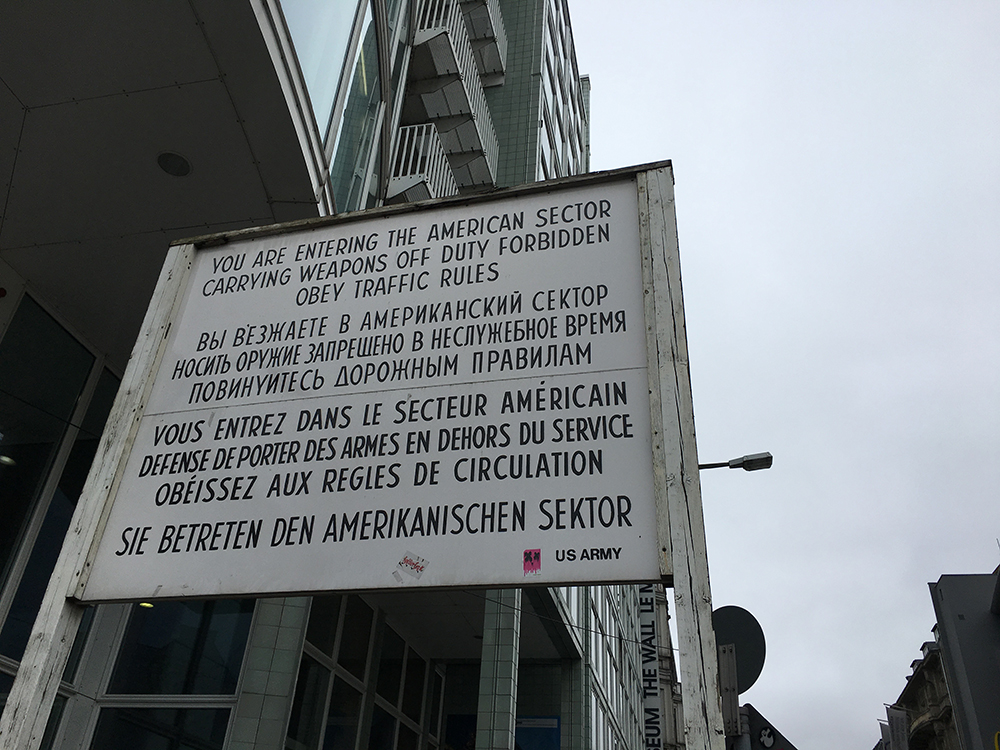 YOU ARE ENTERING THE AMERICAN SECTOR
CARRYING WEAPONS OFF DUTY FORBIDDEN
OBEY TRAFFIC RULES
ВЫ ВЪЕЗЖАЕТЕ В АМЕРИКАНСКИЙ СЕКТОР
НОСИТЬ ОРУЖИЕ ЗАПРЕЩЕНО В НЕСЛУЖЕБНОЕ ВРЕМЯ
ПОВИНУИТЕСЬ ДОРОЖНЫМ ПРАВИЛАМ
VOUS ENTREZ DANS LE SECTEUR AMÉRICAIN
DEFENSE DE PORTER DES ARMES EN DEHORS DU SERVICE
OBÉISSEZ AUX REGLES DE CIRCULATION
SIE BETRETEN DEN AMERIKANISCHEN SEKTOR
US ARMY
THE WALL